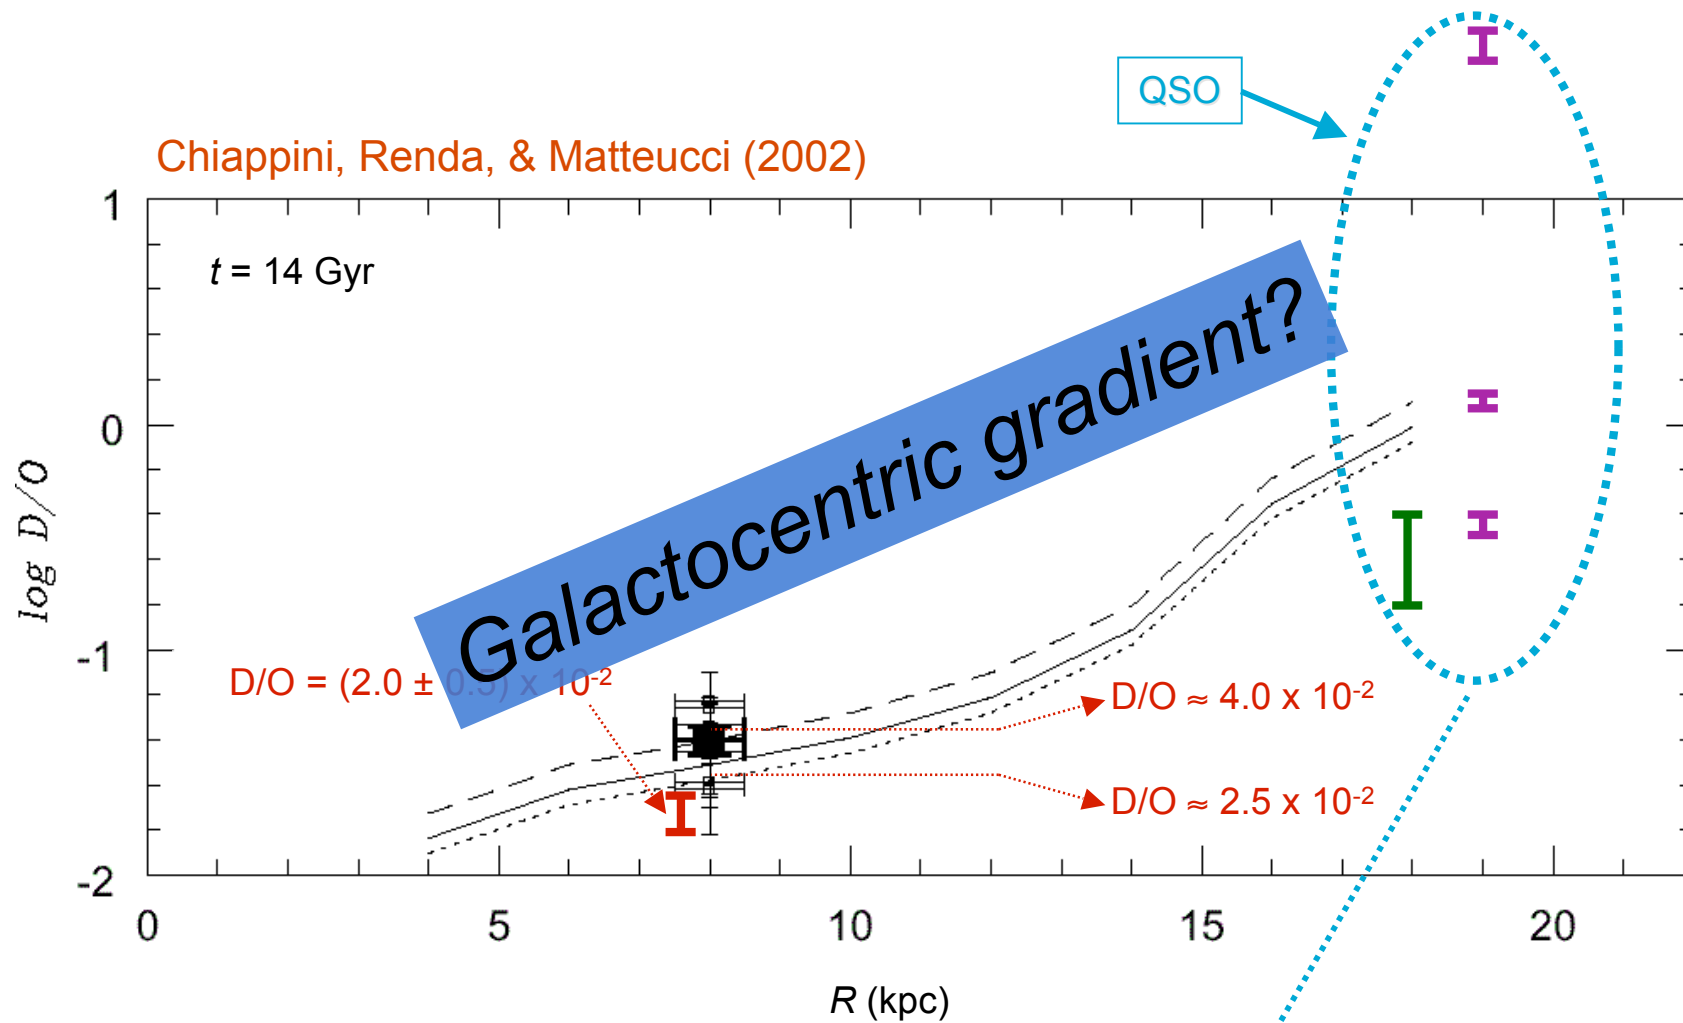 QSO
Chiappini, Renda, & Matteucci (2002)
1
t = 14 Gyr
Galactocentric gradient?
0
log D/O
-1
D/O = (2.0 ± 0.5) x 10-2
D/O ≈ 4.0 x 10-2
D/O ≈ 2.5 x 10-2
-2
0 5 10 15 20
R (kpc)